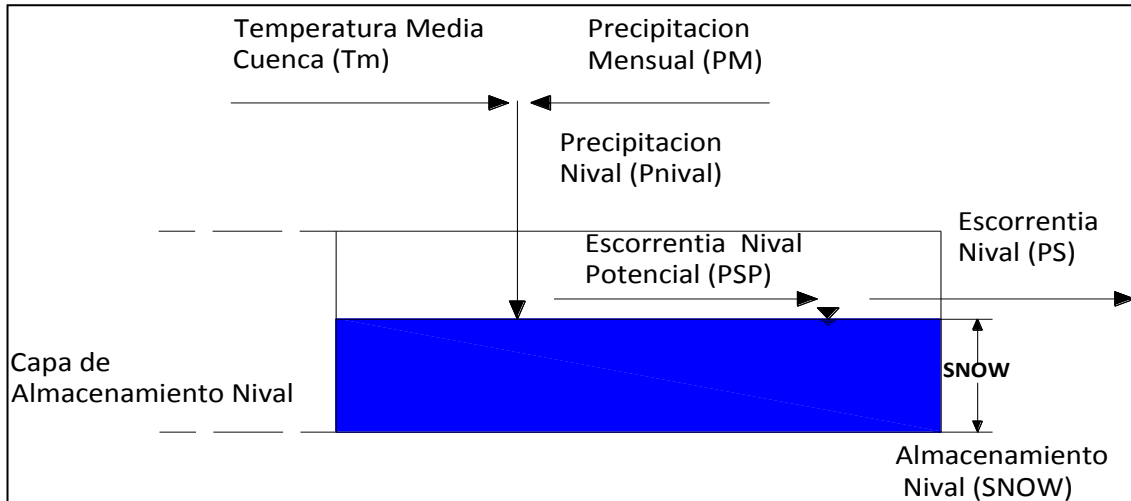 Temperatura Media
Cuenca (Tm)
Precipitacion
Mensual (PM)
Precipitacion
Nival (Pnival)
Escorrentia
Nival (PS)
Escorrentia Nival
Potencial (PSP)
Capa de
Almacenamiento Nival
SNOW
Almacenamiento
Nival (SNOW)